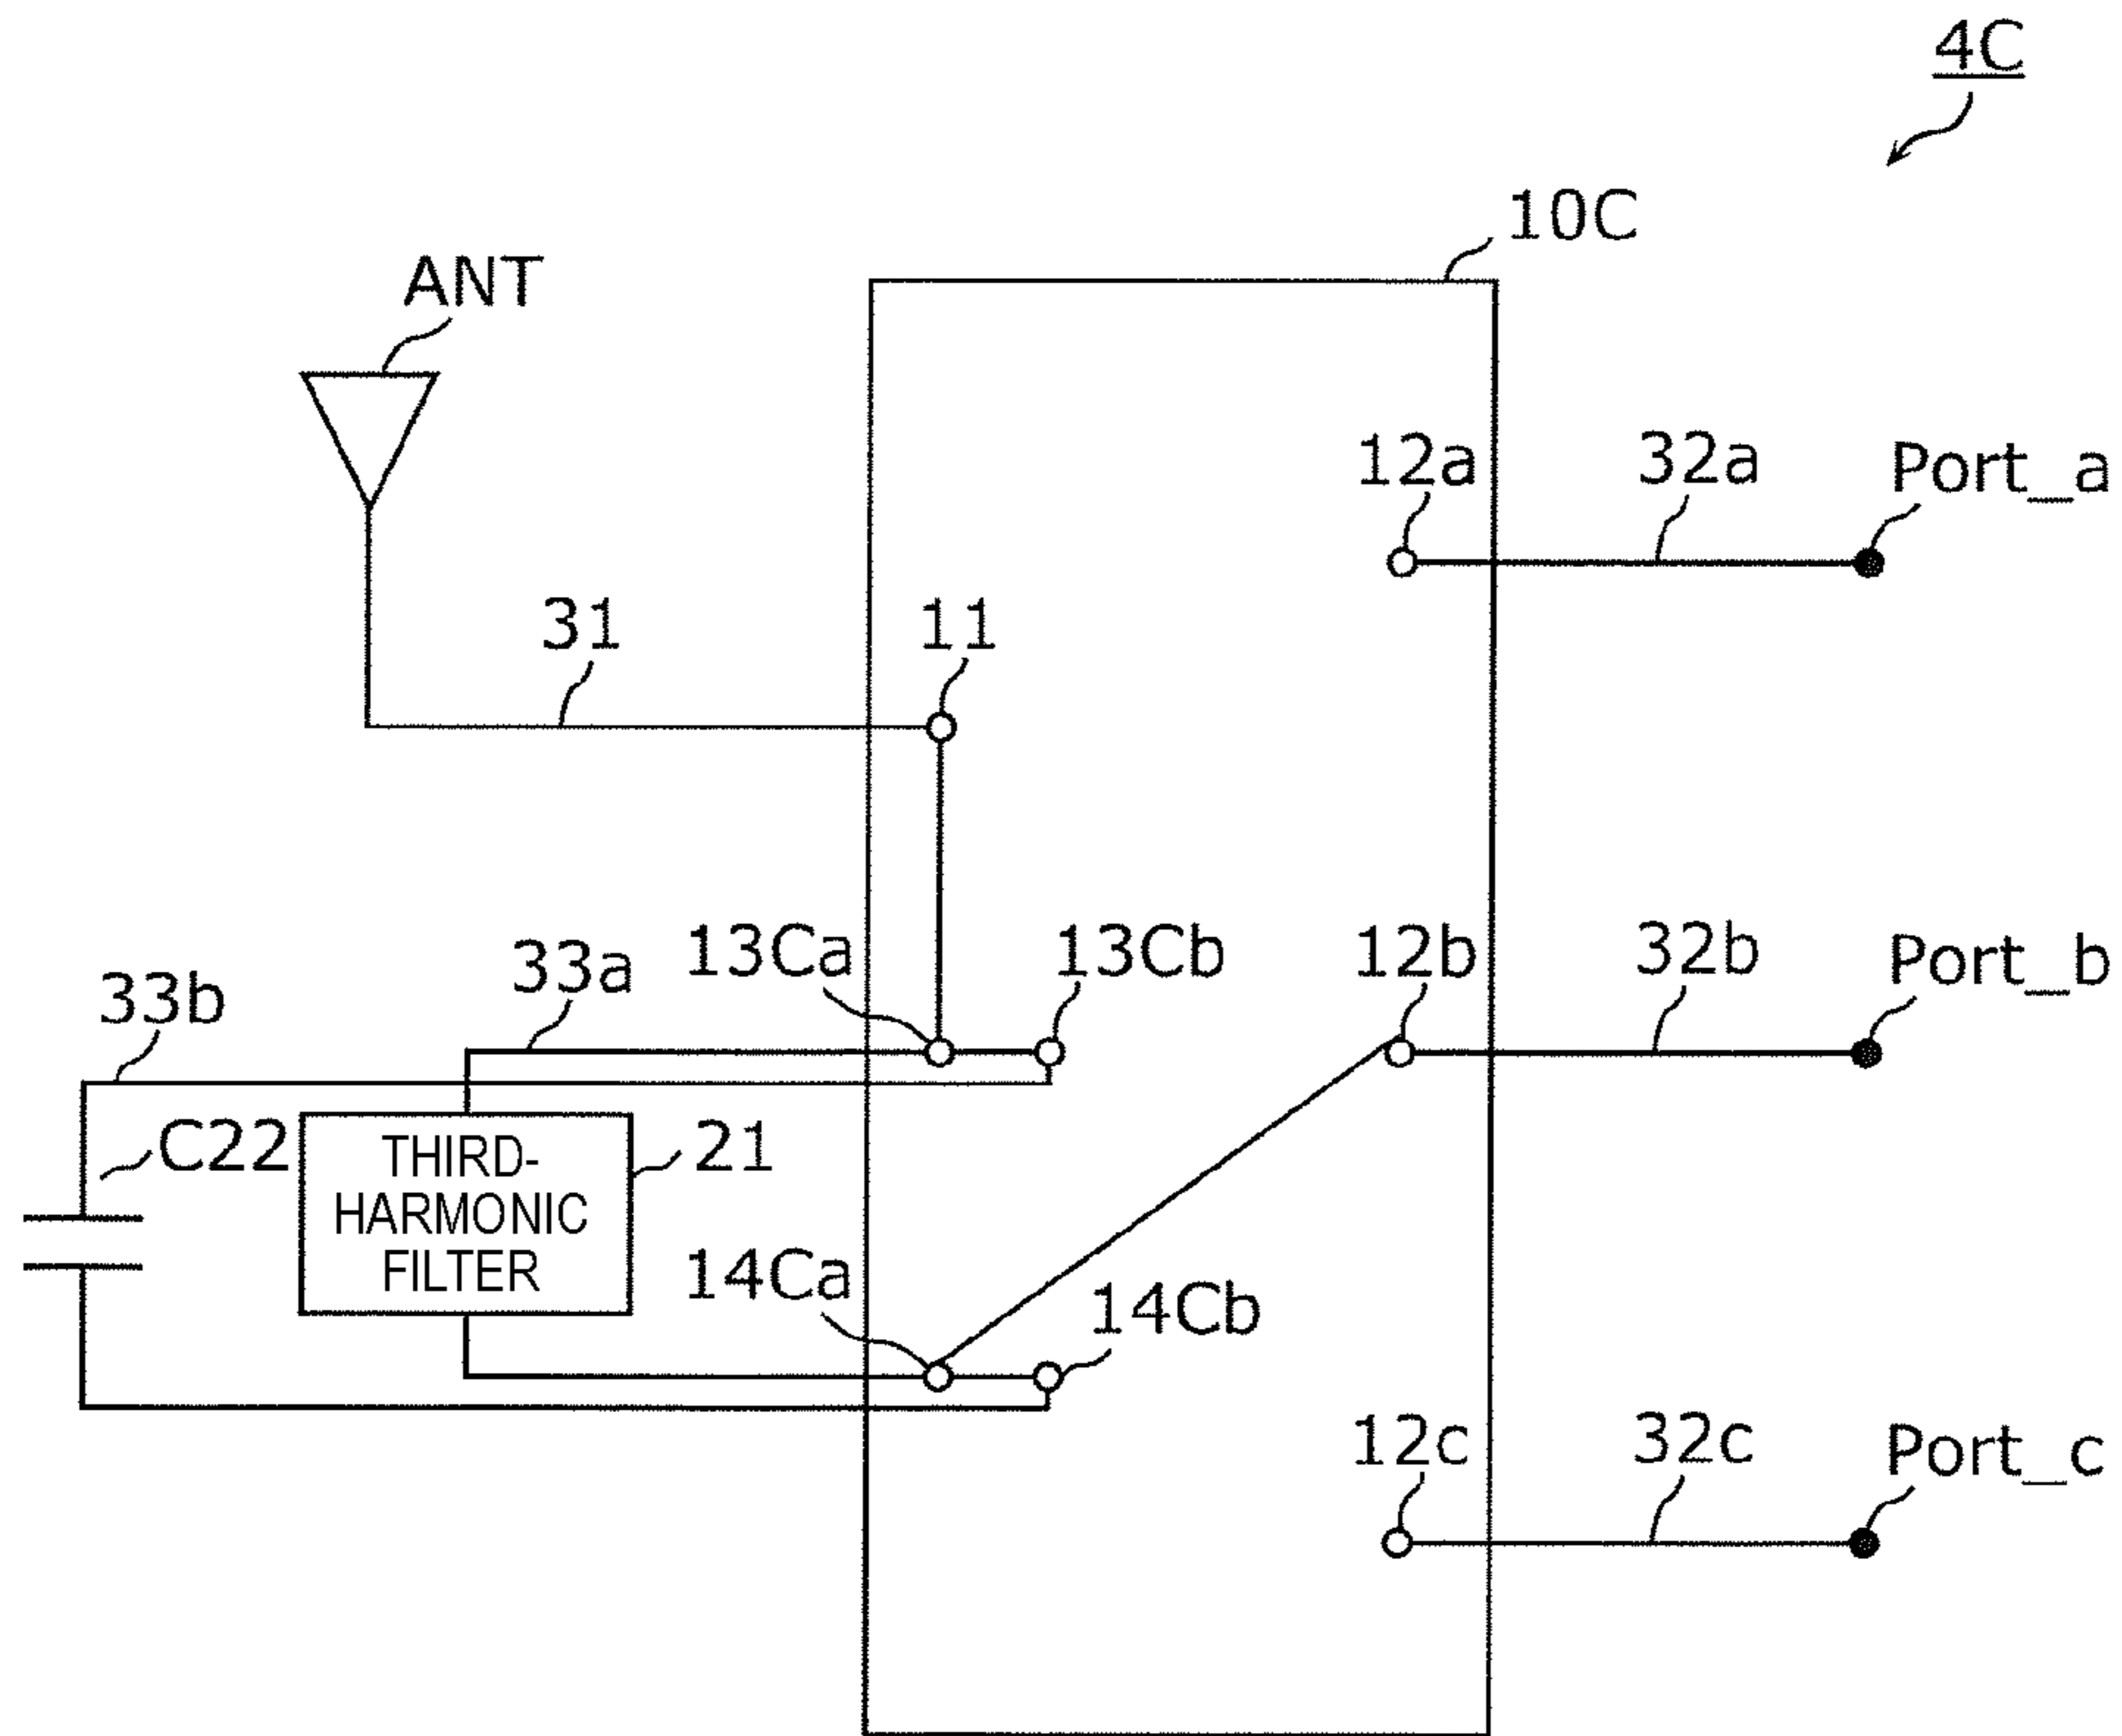 4C
10C
ANT
12a
32a
Port_a
31
11
13Ca
13Cb
12b
32b
Port_b
33b
33a
C22
THIRD-
HARMONIC
FILTER
21
14Ca
14Cb
12c
32c
Port_c